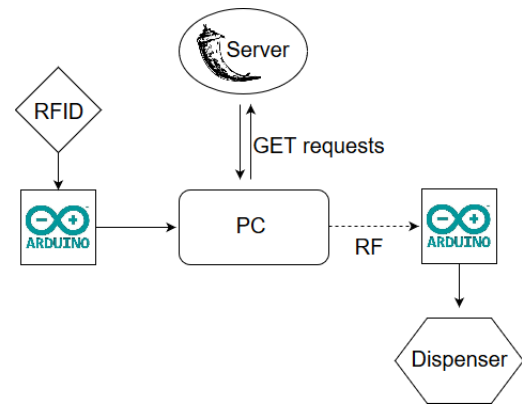 Server
RFID
GET requests
ARDUINO
PC
RF
ARDUINO
Dispenser